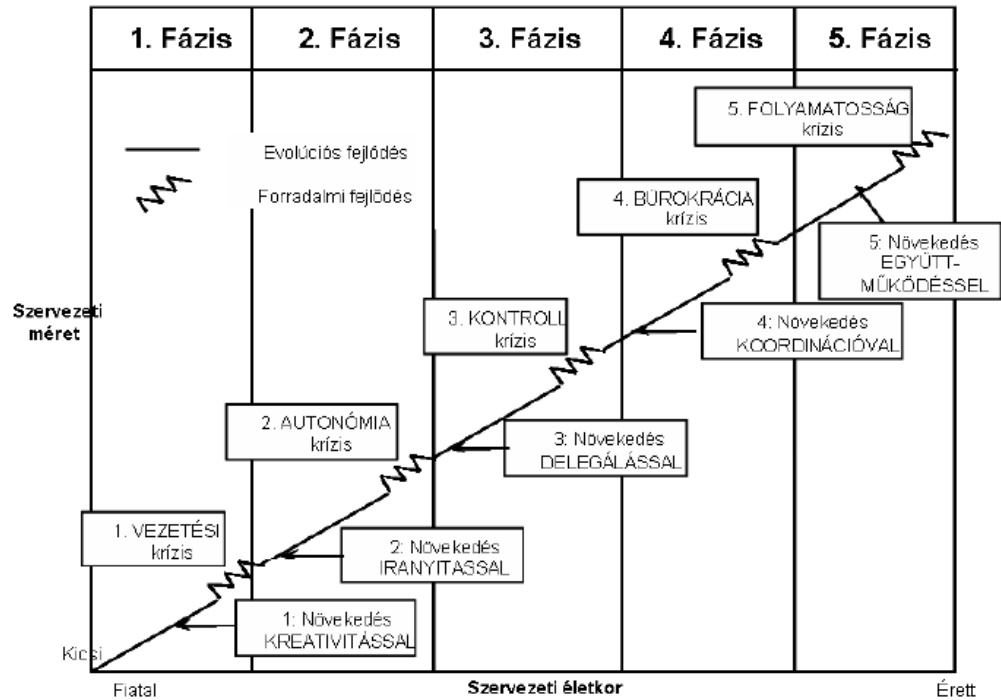 1. Fázis
2. Fázis
3. Fázis
4. Fázis
5. Fázis
Evolúciós fejlődés
Forradalmi fejlődés
5. FOLYAMATOSSÁG
krízis
4. BÜROKRÁCIA
krízis
5: Növekedés
EGYÜTT-
MŰKÖDÉSSEL
Szervezeti
méret
3. KONTROLL
krízis
4: Növekedés
KOORDINÁCIÓVAL
2. AUTONÓMIA
krízis
3: Növekedés
DELEGÁLÁSSAL
1. VEZETÉSI
krízis
2: Növekedés
IRANYITASSAL
1: Növekedés
KREATIVITÁSSAL
Kicsi
Fiatal
Szervezeti életkor
Érett